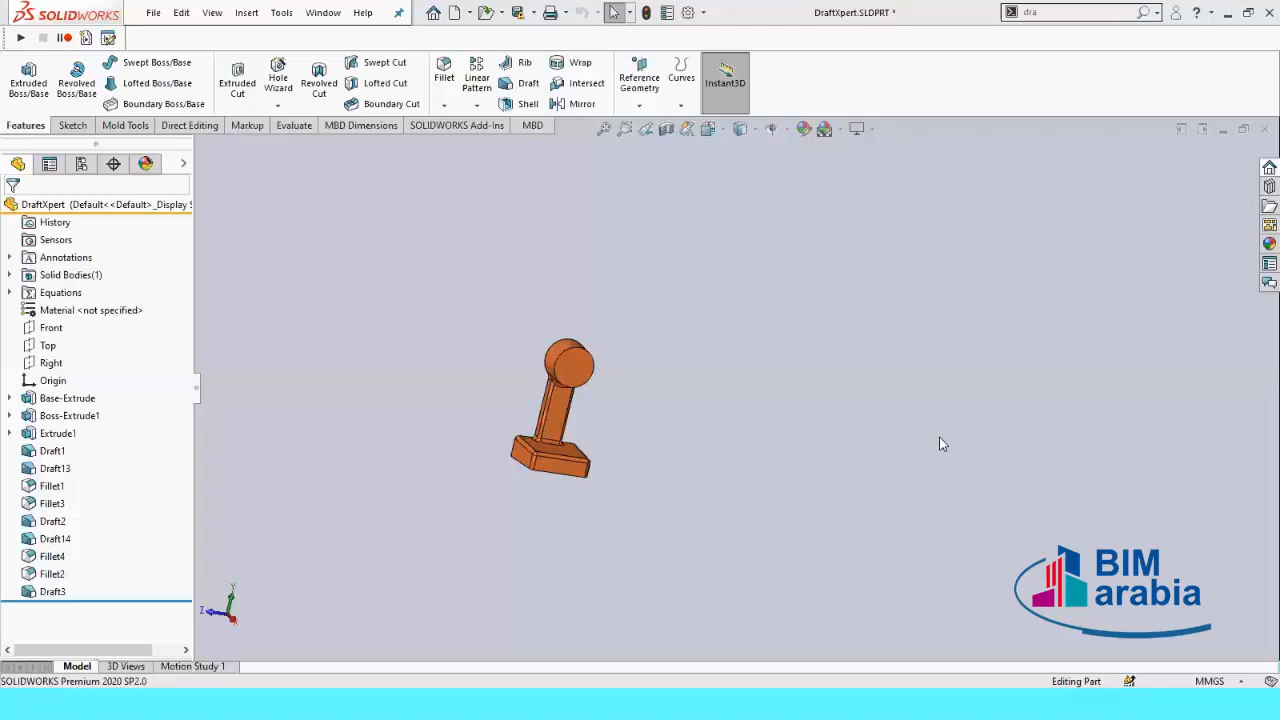 SOLIDWORKS File Edit View Insert Tools Window Help DraftXpert.SLDPRT * dra
Extruded Boss/Base
Revolved Boss/Base
Swept Boss/Base
Lofted Boss/Base
Boundary Boss/Base
Extruded Cut
Hole Wizard
Revolved Cut
Swept Cut
Lofted Cut
Boundary Cut
Fillet
Linear Pattern
Rib
Draft
Shell
Wrap
Intersect
Mirror
Reference Geometry
Curves
Instant3D
Features Sketch Mold Tools Direct Editing Markup Evaluate MBD Dimensions SOLIDWORKS Add-Ins MBD
DraftXpert (Default<<Default>_Display S
History
Sensors
Annotations
Solid Bodies(1)
Equations
Material <not specified>
Front
Top
Right
Origin
Base-Extrude
Boss-Extrude1
Extrude1
Draft1
Draft13
Fillet1
Fillet3
Draft2
Draft14
Fillet4
Fillet2
Draft3
Y
Z
BIM
arabia
Model 3D Views Motion Study 1
SOLIDWORKS Premium 2020 SP2.0 Editing Part MMGS